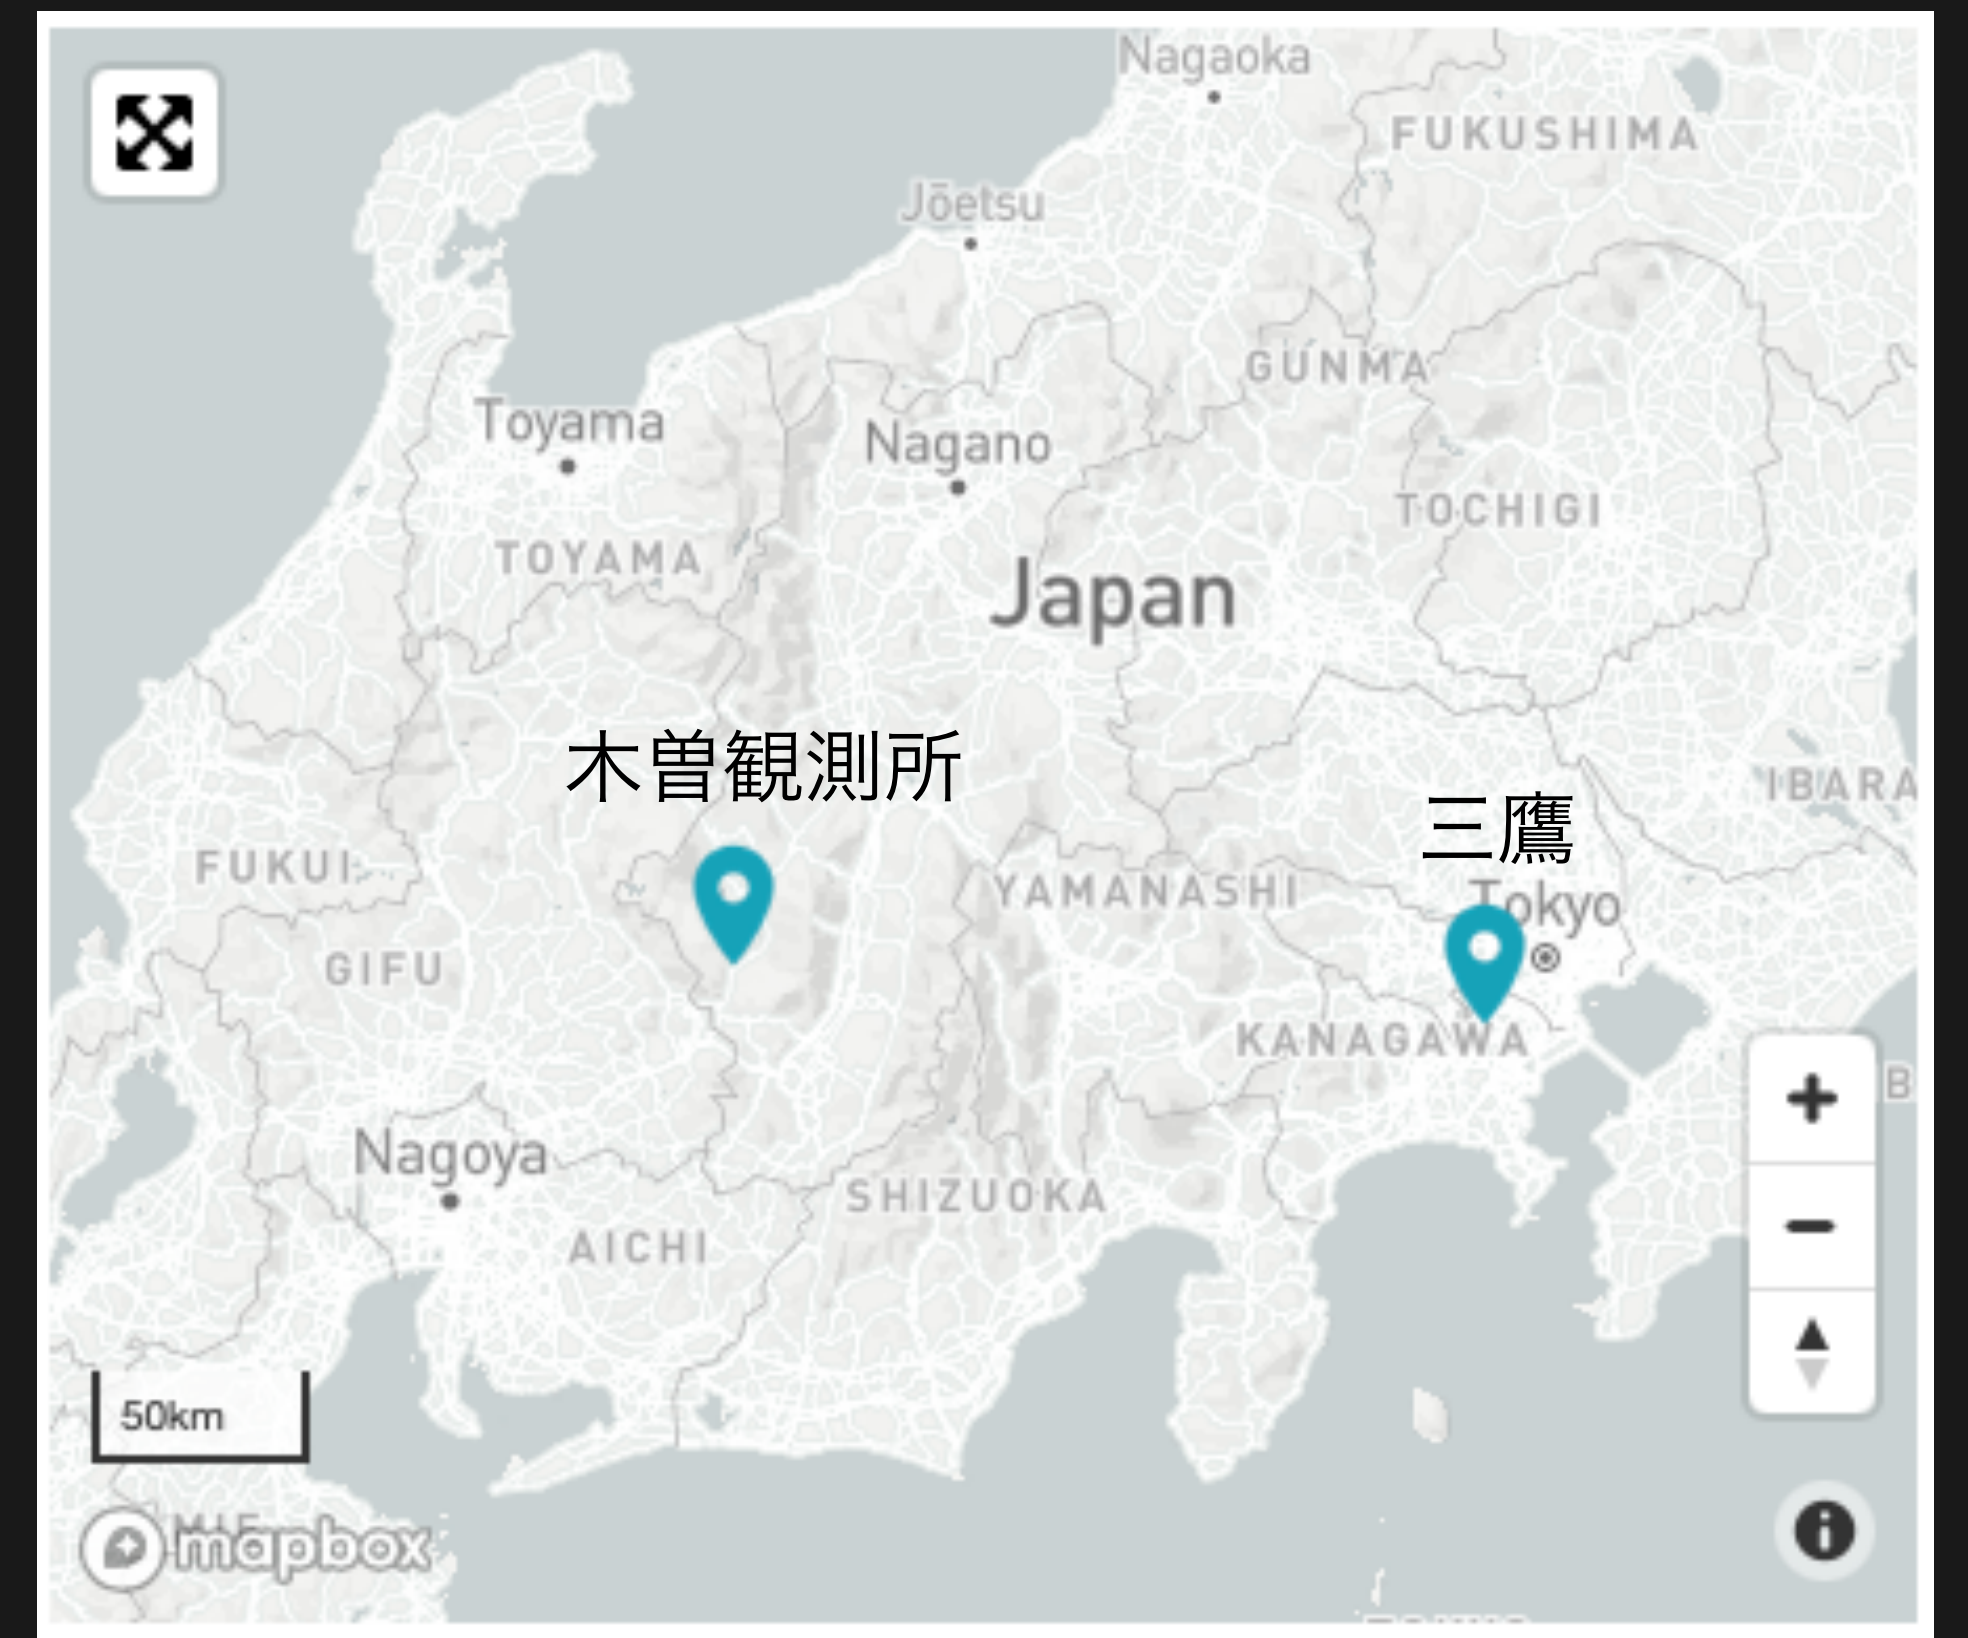 Nagaoka
FUKUSHIMA
Jōetsu
GUNMA
Toyama
Nagano
TOCHIGI
TOYAMA
Japan
木曽観測所
三鷹
IBARA
FUKUI
YAMANASHI
Tokyo
GIFU
KANAGAWA
B
Nagoya
SHIZUOKA
AICHI
50km
MIE
mapbox